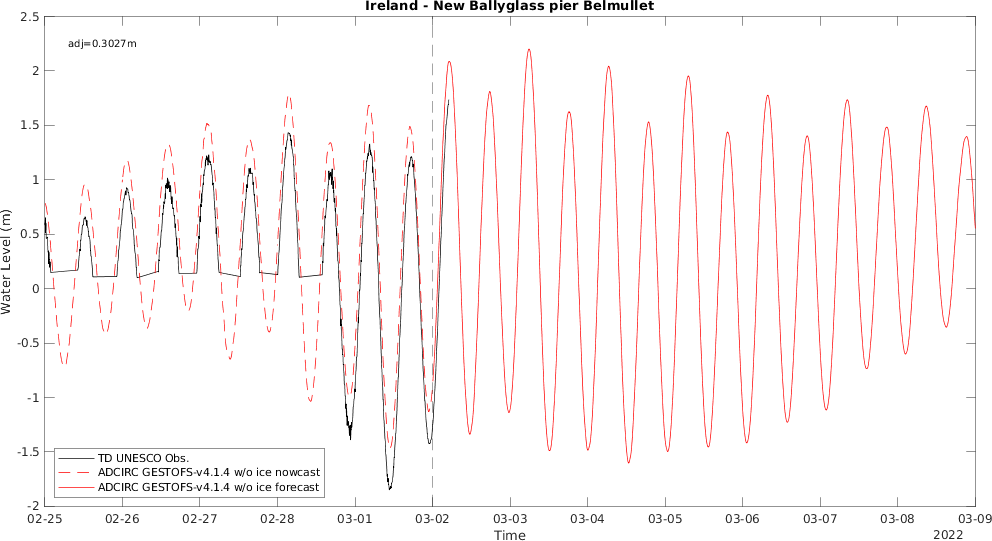 Ireland - New Ballyglass pier Belmullet
2.5
adj=0.3027m
2
1.5
1
0.5
0
-0.5
-1
-1.5
-2
Water Level (m)
TD UNESCO Obs.
ADCIRC GESTOFS-v4.1.4 w/o ice nowcast
ADCIRC GESTOFS-v4.1.4 w/o ice forecast
02-25 02-26 02-27 02-28 03-01 03-02 03-03 03-04 03-05 03-06 03-07 03-08 03-09
Time
2022